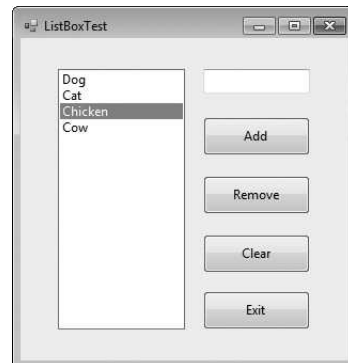 ListBoxTest
Dog
Cat
Chicken
Cow
Add
Remove
Clear
Exit